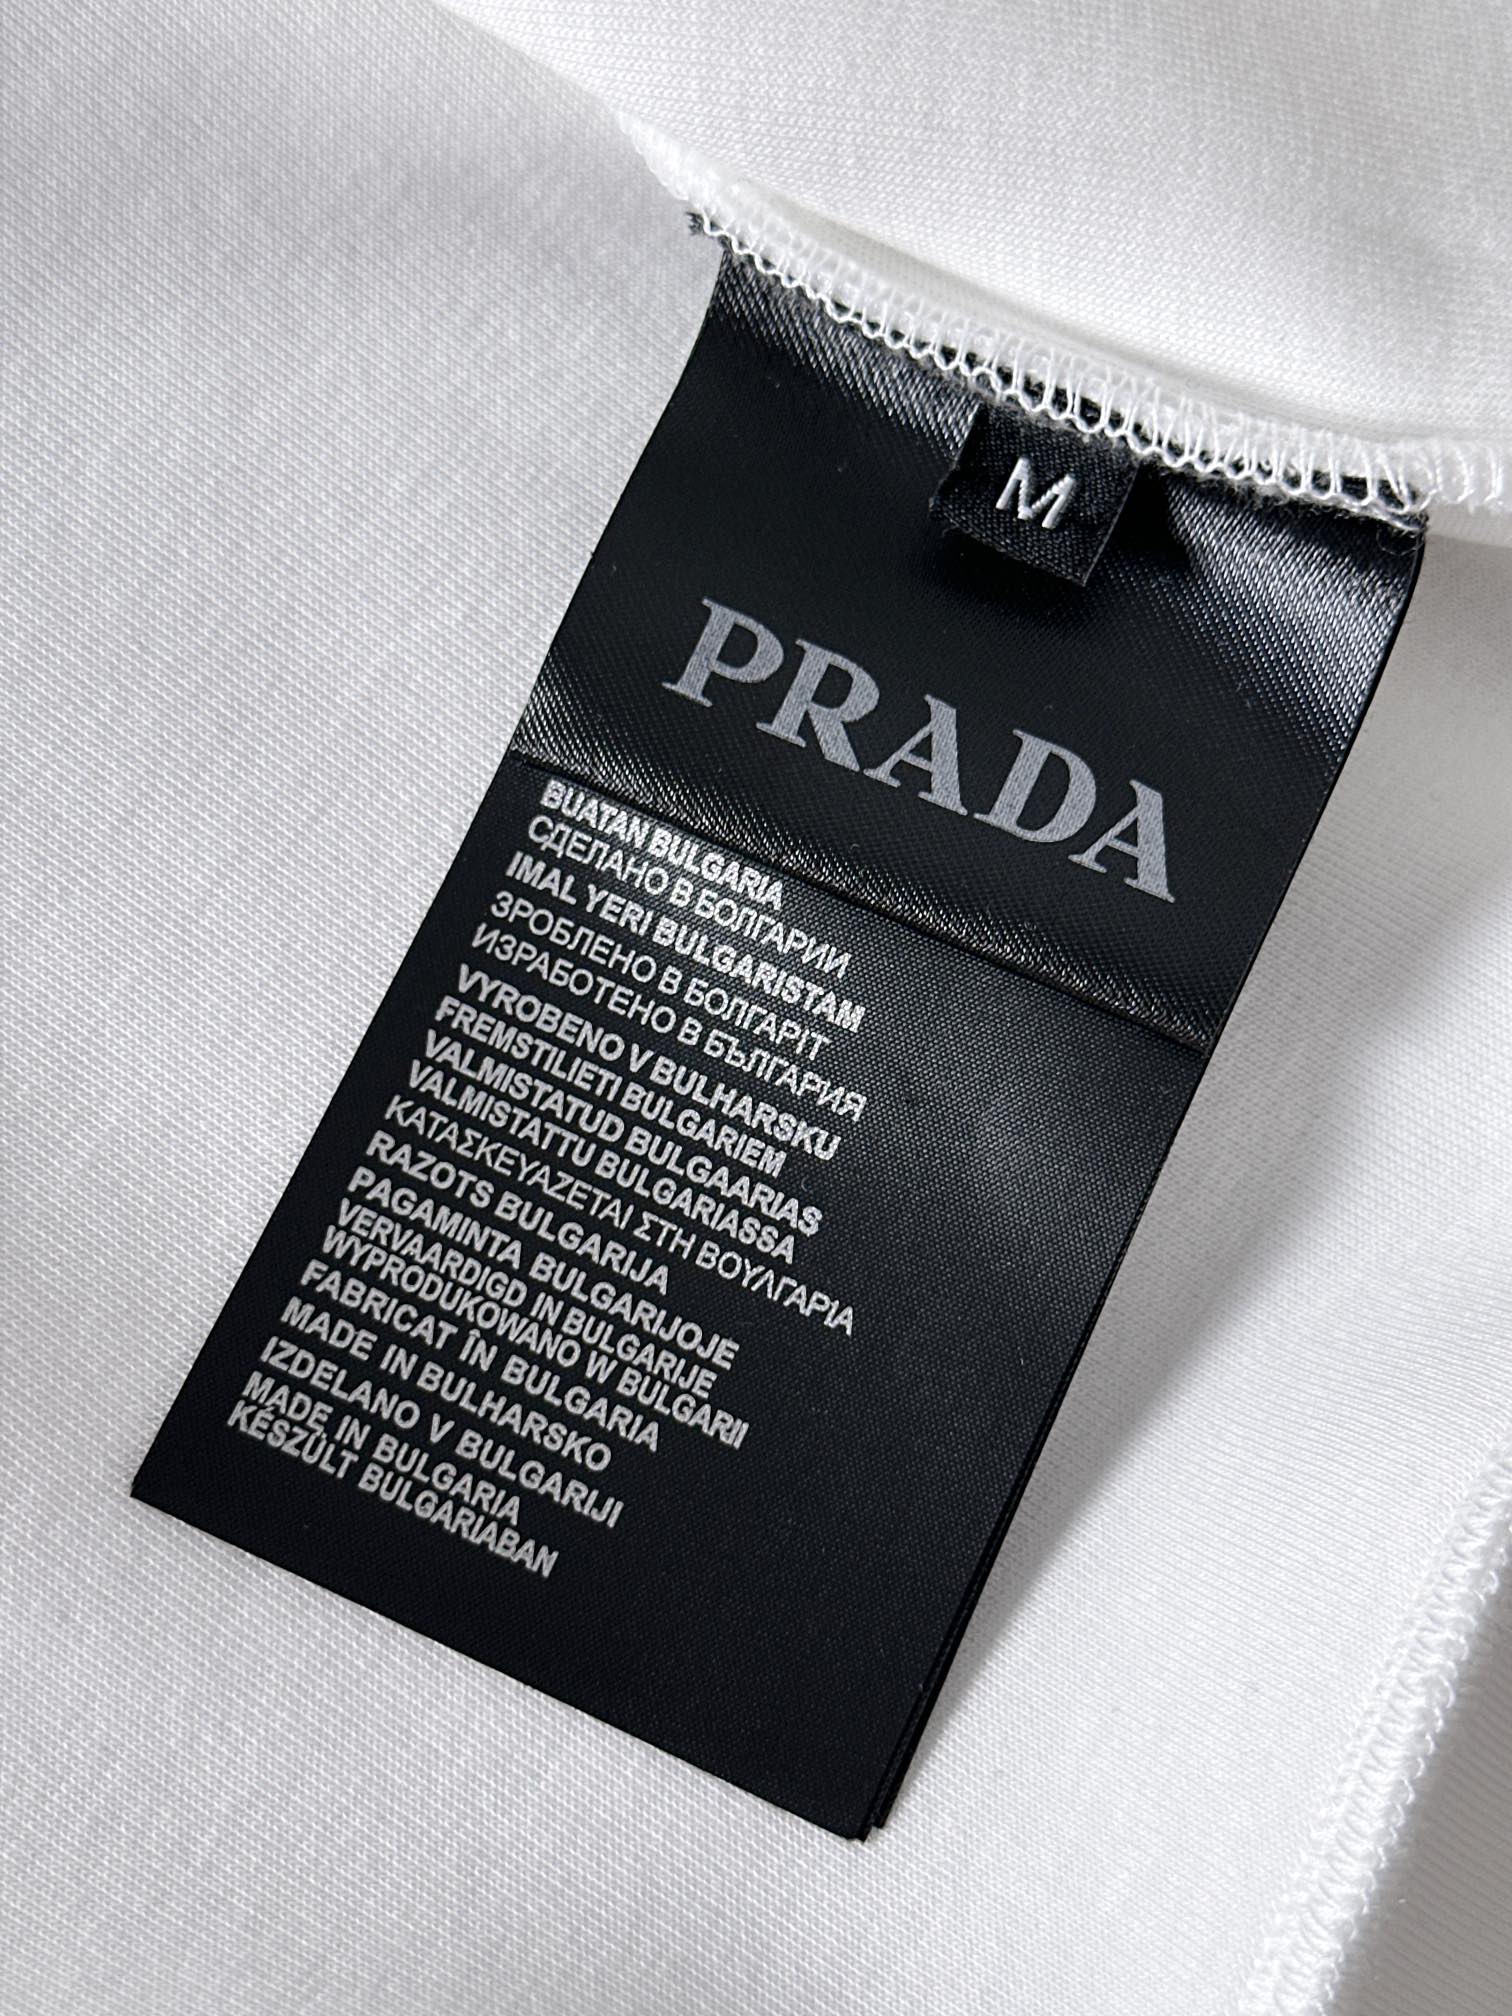 M
PRADA
BUATAN BULGARIA
СДЕЛАНО В БОЛГАРИИ
IMAL YERI BULGARISTAM
ЗРОБЛЕНО В БОЛГАРІТ
ИЗРАБОТЕНО В БЪЛГАРИЯ
VYROBENO V BULHARSKU
FREMSTILIETI BULGARIEM
VALMISTATUD BULGAARIAS
VALMISTATTU BULGARIASSA
ΚΑΤΑΣΚΕΥΑΖΕΤΑΙ ΣΤΗ ΒΟΥΛΓΑΡΙΑ
RAZOTS BULGARIJA
PAGAMINTA BULGARIJOJE
VERVAARDIGD IN BULGARIJE
WYPRODUKOWANO W BULGARII
FABRICAT ÎN BULGARIA
MADE IN BULHARSKO
IZDELANO V BULGARIJI
MADE IN BULGARIA
KÉSZÜLT BULGARIABAN